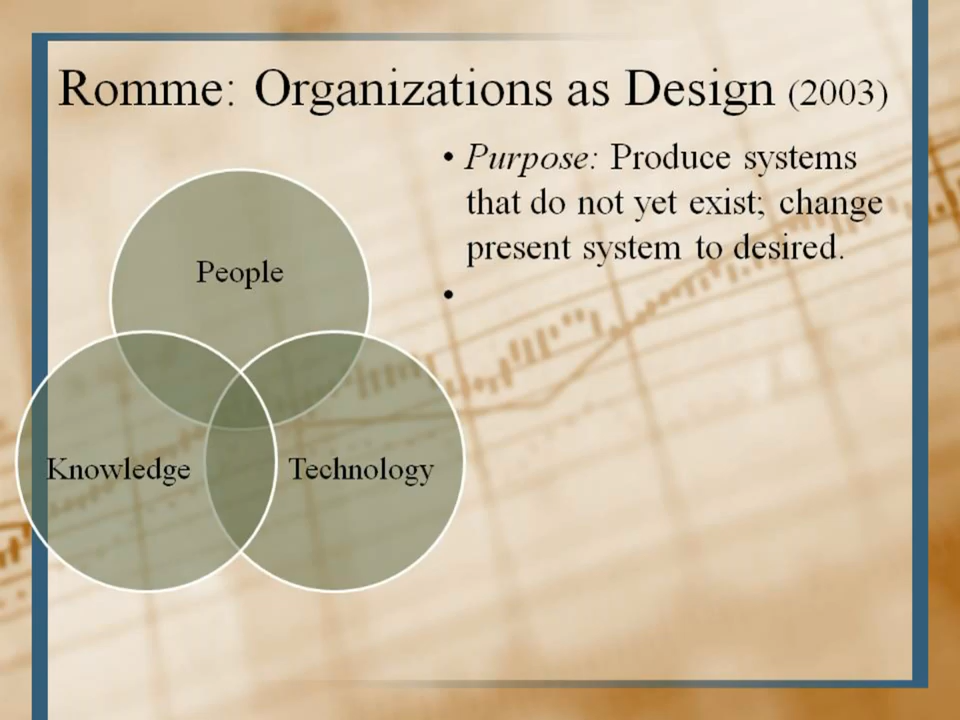 Romme: Organizations as Design (2003)
• Purpose: Produce systems
that do not yet exist; change
present system to desired.
•
People
Knowledge
Technology